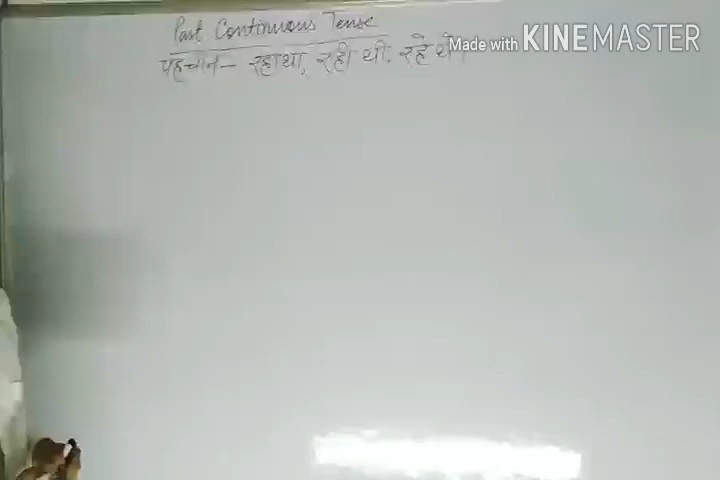 Past Continuous Tense
Made with KINEMASTER
पहचान— रहा था, रही थी, रहे थे।